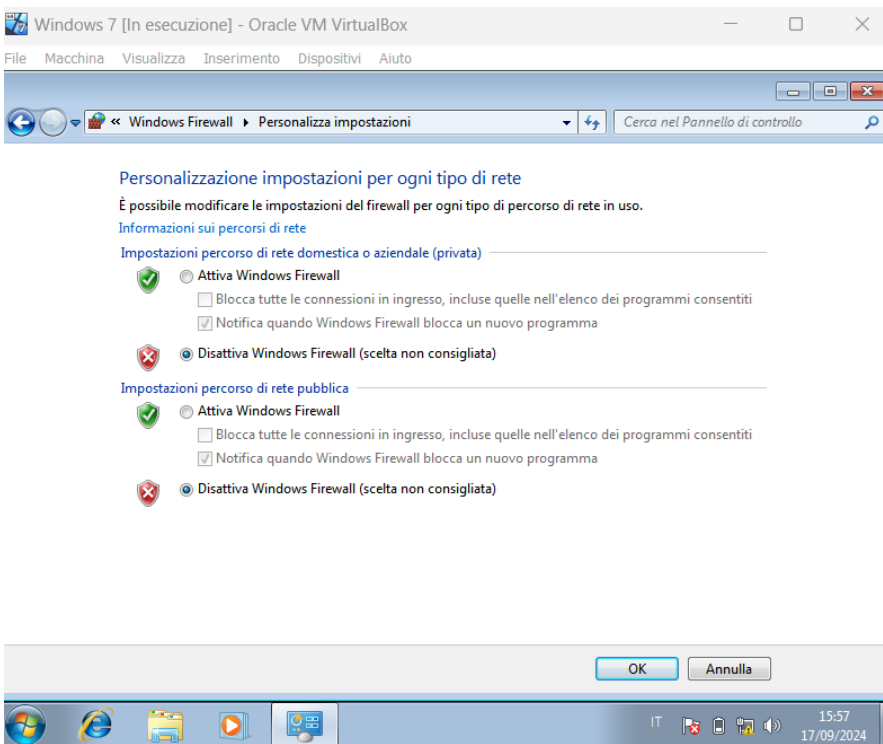 Windows 7 [In esecuzione] - Oracle VM VirtualBox
File Macchina Visualizza Inserimento Dispositivi Aiuto
« Windows Firewall Personalizza impostazioni Cerca nel Pannello di controllo
Personalizzazione impostazioni per ogni tipo di rete
È possibile modificare le impostazioni del firewall per ogni tipo di percorso di rete in uso.
Informazioni sui percorsi di rete
Impostazioni percorso di rete domestica o aziendale (privata)
Attiva Windows Firewall
Blocca tutte le connessioni in ingresso, incluse quelle nell'elenco dei programmi consentiti
Notifica quando Windows Firewall blocca un nuovo programma
Disattiva Windows Firewall (scelta non consigliata)
Impostazioni percorso di rete pubblica
Attiva Windows Firewall
Blocca tutte le connessioni in ingresso, incluse quelle nell'elenco dei programmi consentiti
Notifica quando Windows Firewall blocca un nuovo programma
Disattiva Windows Firewall (scelta non consigliata)
OK Annulla
IT 15:57
17/09/2024